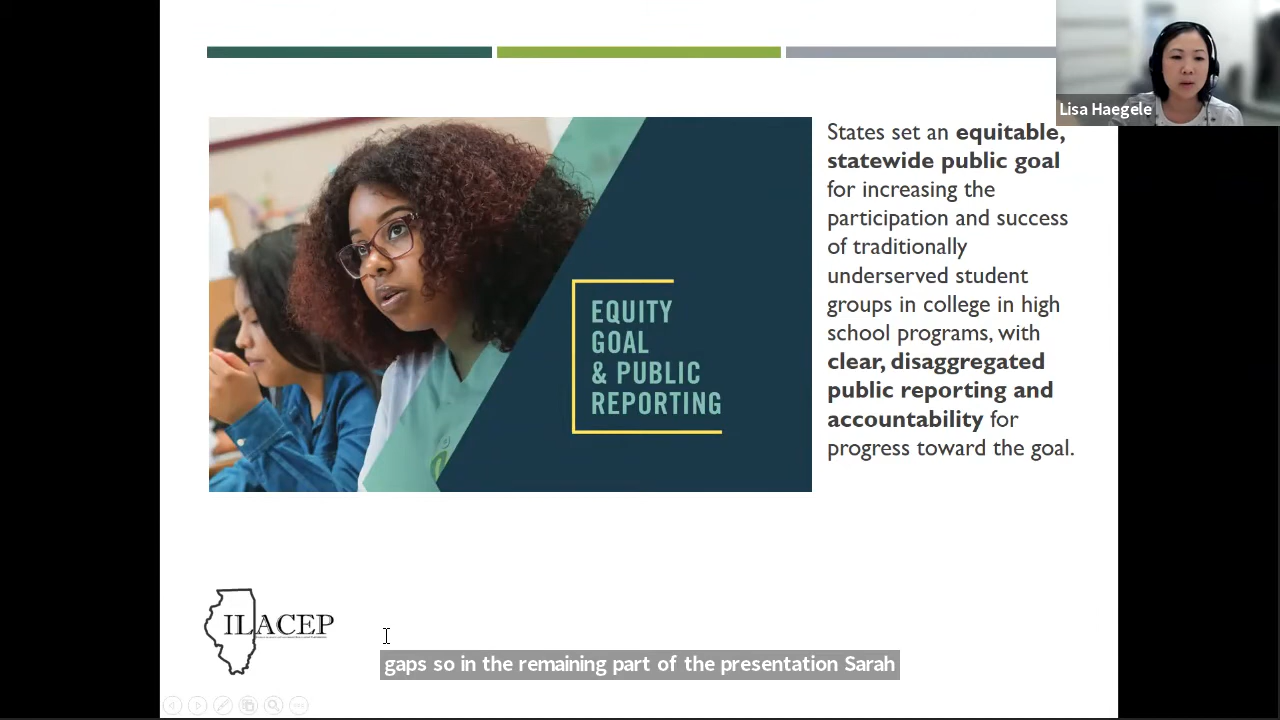 Lisa Haegele
States set an equitable,
statewide public goal
for increasing the
participation and success
of traditionally
underserved student
groups in college in high
school programs, with
clear, disaggregated
public reporting and
accountability for
progress toward the goal.
EQUITY
GOAL
& PUBLIC
REPORTING
ILACEP
gaps so in the remaining part of the presentation Sarah